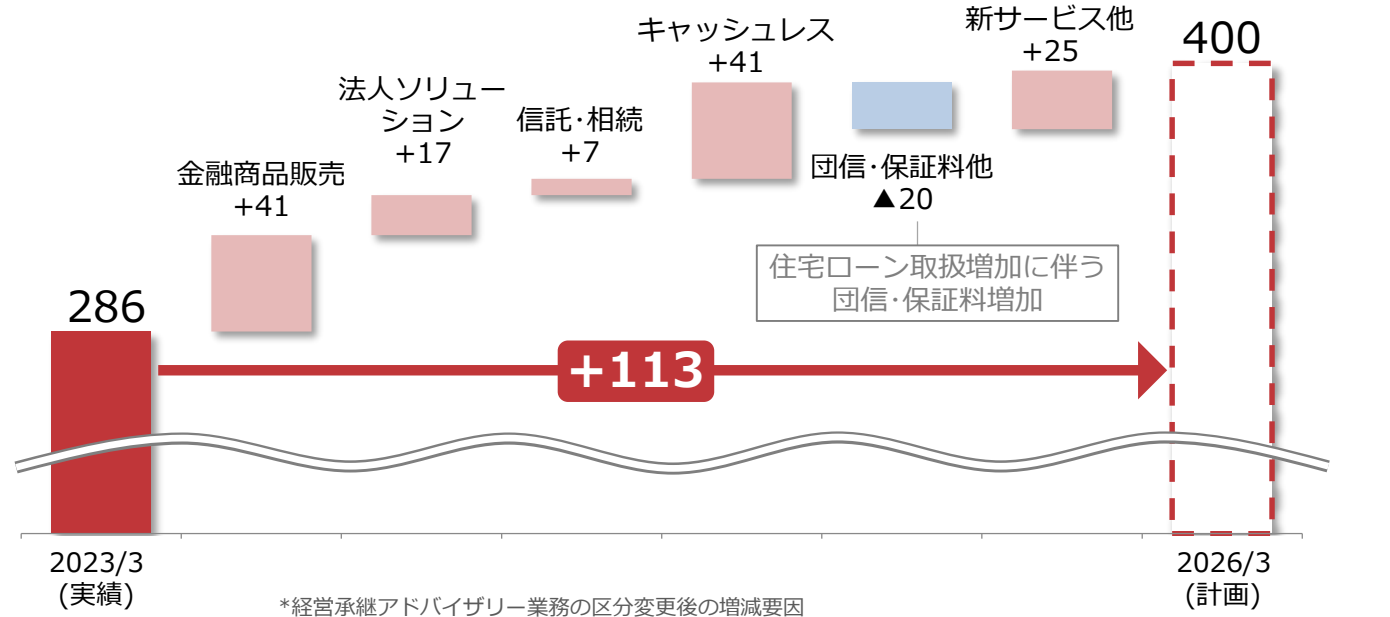 286
金融商品販売
+41
法人ソリュー
ション
+17
信託･相続
+7
キャッシュレス
+41
団信･保証料他
▲20
住宅ローン取扱増加に伴う
団信･保証料増加
新サービス他
+25
400
+113
2023/3
(実績)
2026/3
(計画)
*経営承継アドバイザリー業務の区分変更後の増減要因